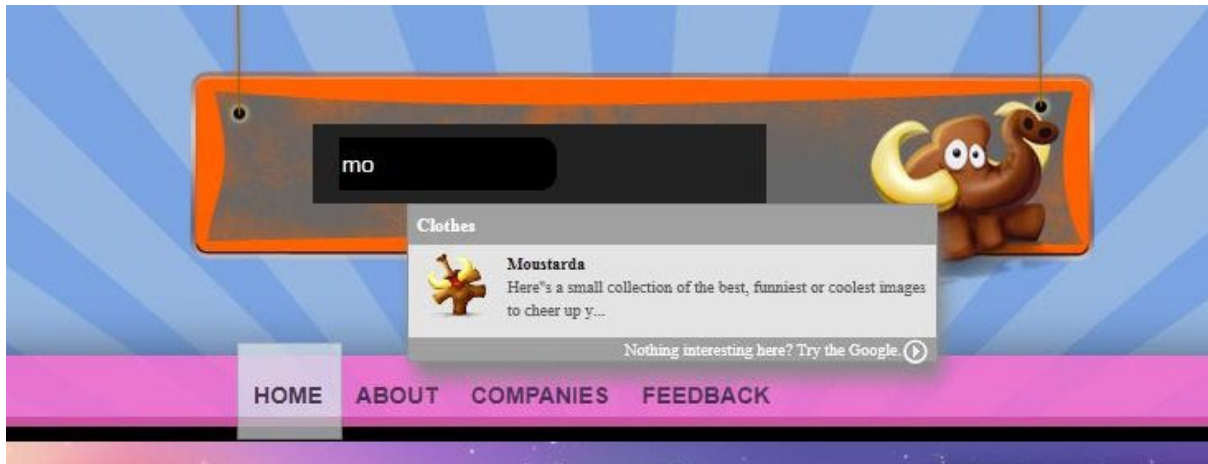 mo
Clothes
Moustarda
Here"s a small collection of the best, funniest or coolest images
to cheer up y...
Nothing interesting here? Try the Google.
HOME ABOUT COMPANIES FEEDBACK